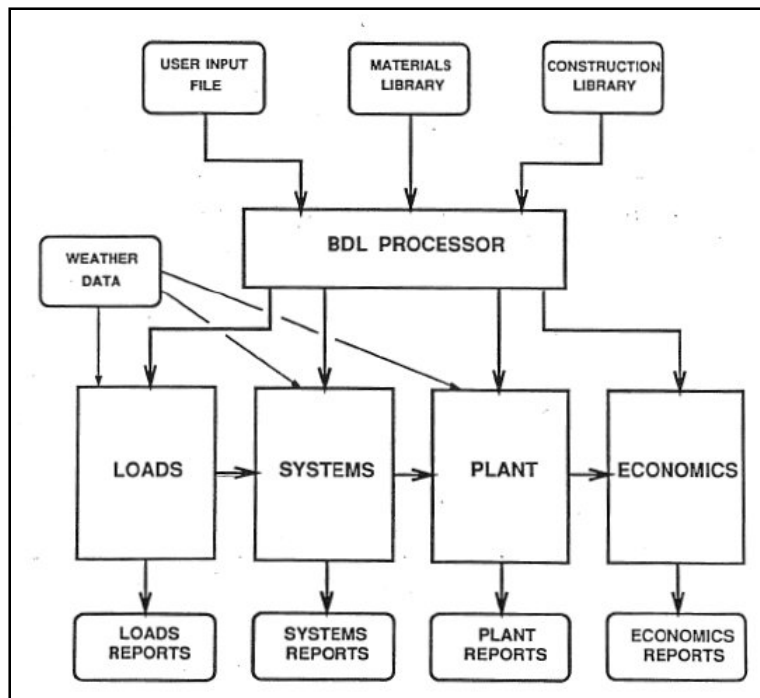 USER INPUT
FILE
MATERIALS
LIBRARY
CONSTRUCTION
LIBRARY
BDL PROCESSOR
WEATHER
DATA
LOADS
SYSTEMS
PLANT
ECONOMICS
LOADS
REPORTS
SYSTEMS
REPORTS
PLANT
REPORTS
ECONOMICS
REPORTS